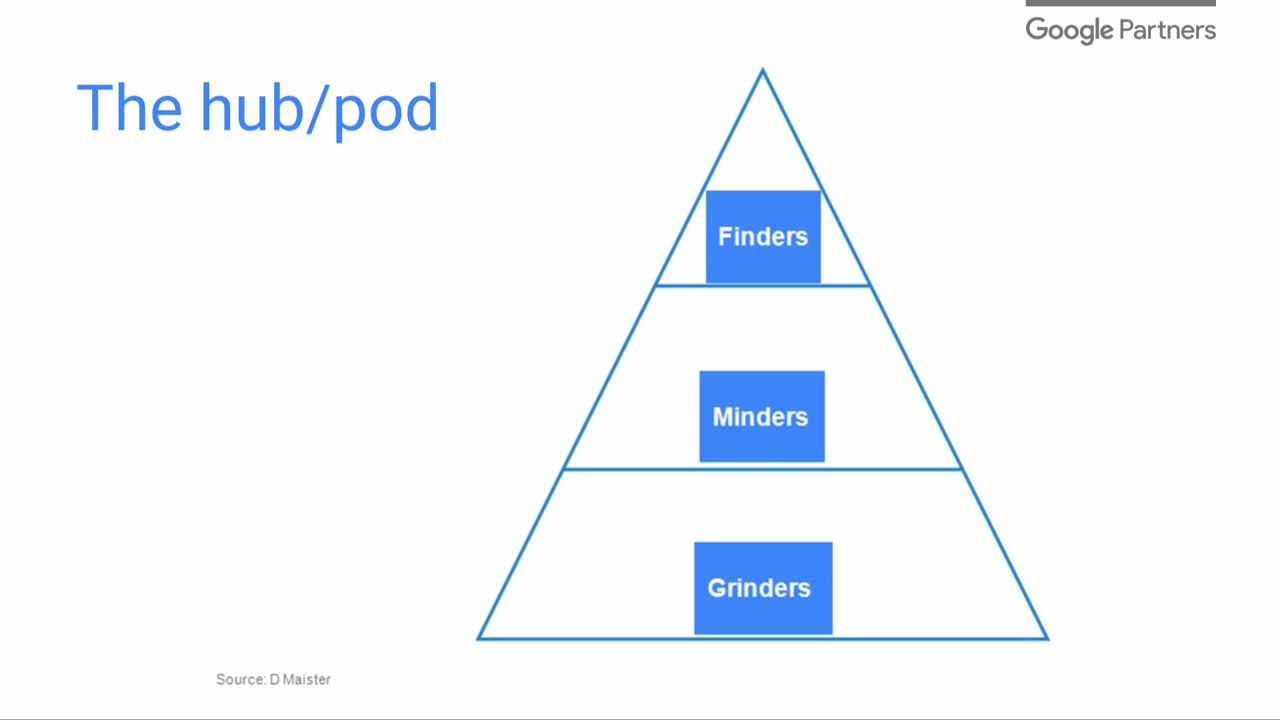 Google Partners
The hub/pod
Finders
Minders
Grinders
Source: D Maister